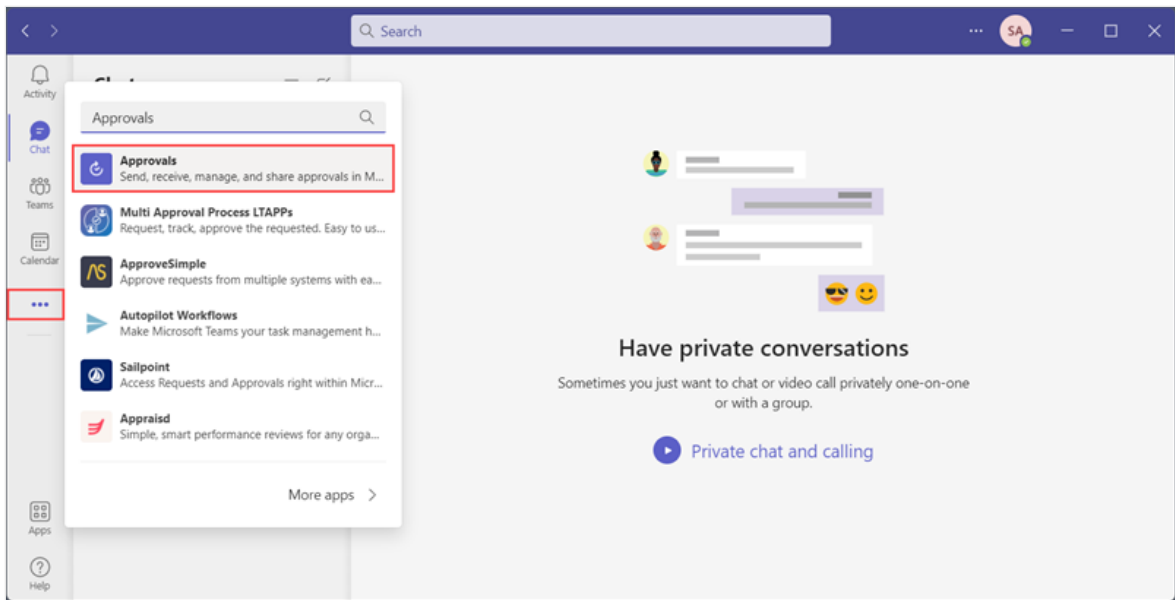 Search
SA
Activity
Chat
Teams
Calendar
Apps
Help
Approvals
Approvals
Send, receive, manage, and share approvals in M...
Multi Approval Process LTAPPs
Request, track, approve the requested. Easy to us...
ApproveSimple
Approve requests from multiple systems with ea...
Autopilot Workflows
Make Microsoft Teams your task management h...
Sailpoint
Access Requests and Approvals right within Micr...
Appraisd
Simple, smart performance reviews for any orga...
More apps
Have private conversations
Sometimes you just want to chat or video call privately one-on-one
or with a group.
Private chat and calling